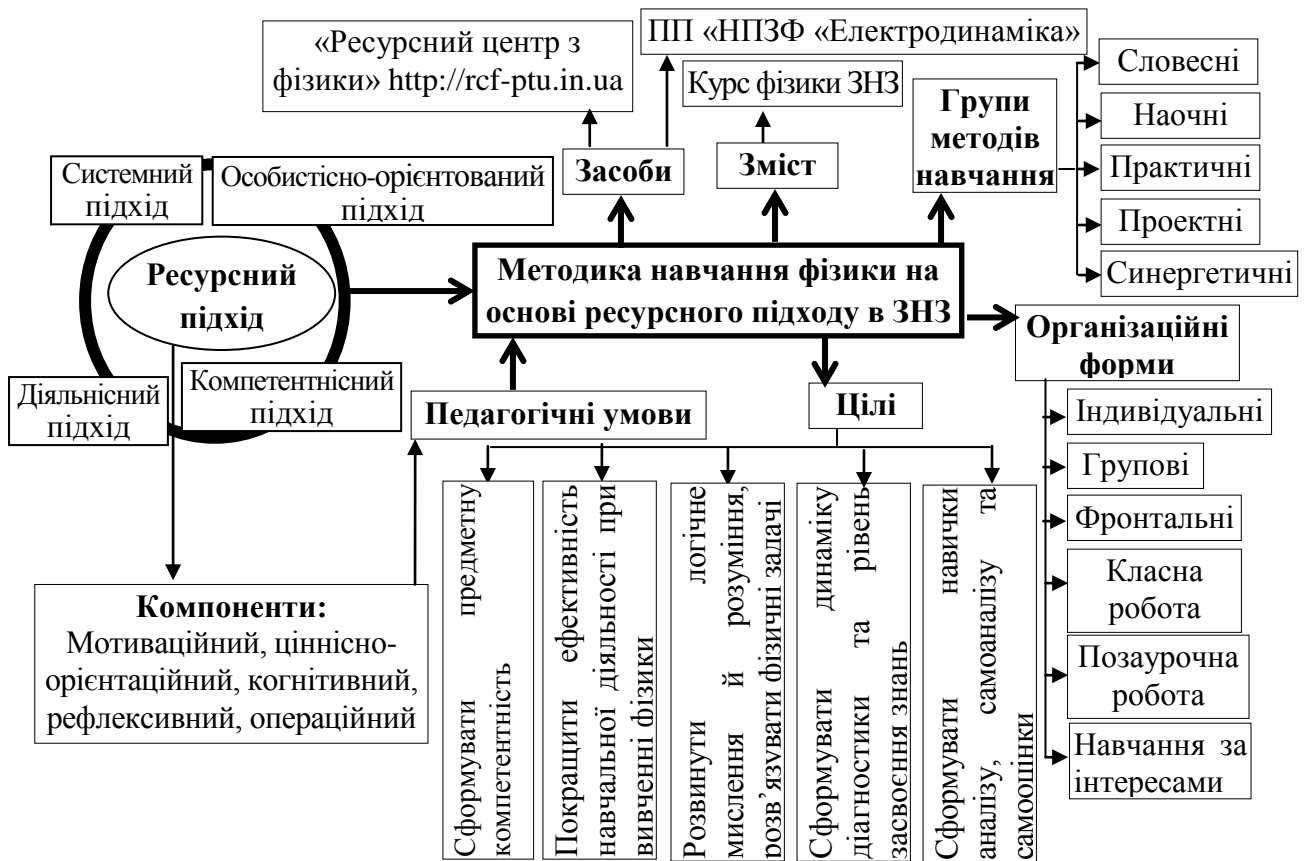 «Ресурсний центр з
фізики» http://rcf-ptu.in.ua
ПП «НПЗФ «Електродинаміка»
Курс фізики ЗНЗ
Засоби
Зміст
Групи
методів
навчання
Словесні
Наочні
Практичні
Проектні
Синергетичні
Системний
підхід
Особистісно-орієнтований
підхід
Ресурсний
підхід
Діяльнісний
підхід
Компетентнісний
підхід
Методика навчання фізики на
основі ресурсного підходу в ЗНЗ
Організаційні
форми
Індивідуальні
Групові
Фронтальні
Класна
робота
Позаурочна
робота
Навчання за
інтересами
Педагогічні умови
Цілі
Компоненти:
Мотиваційний, ціннісно-
орієнтаційний, когнітивний,
рефлексивний, операційний
Сформувати предметну
компетентність
Покращити ефективність
навчальної діяльності при
вивченні фізики
Розвинути логічне
мислення й розуміння,
розв’язувати фізичні задачі
Сформувати динаміку
діагностики та рівень
засвоєння знань
Сформувати навички
аналізу, самоаналізу та
самооцінки